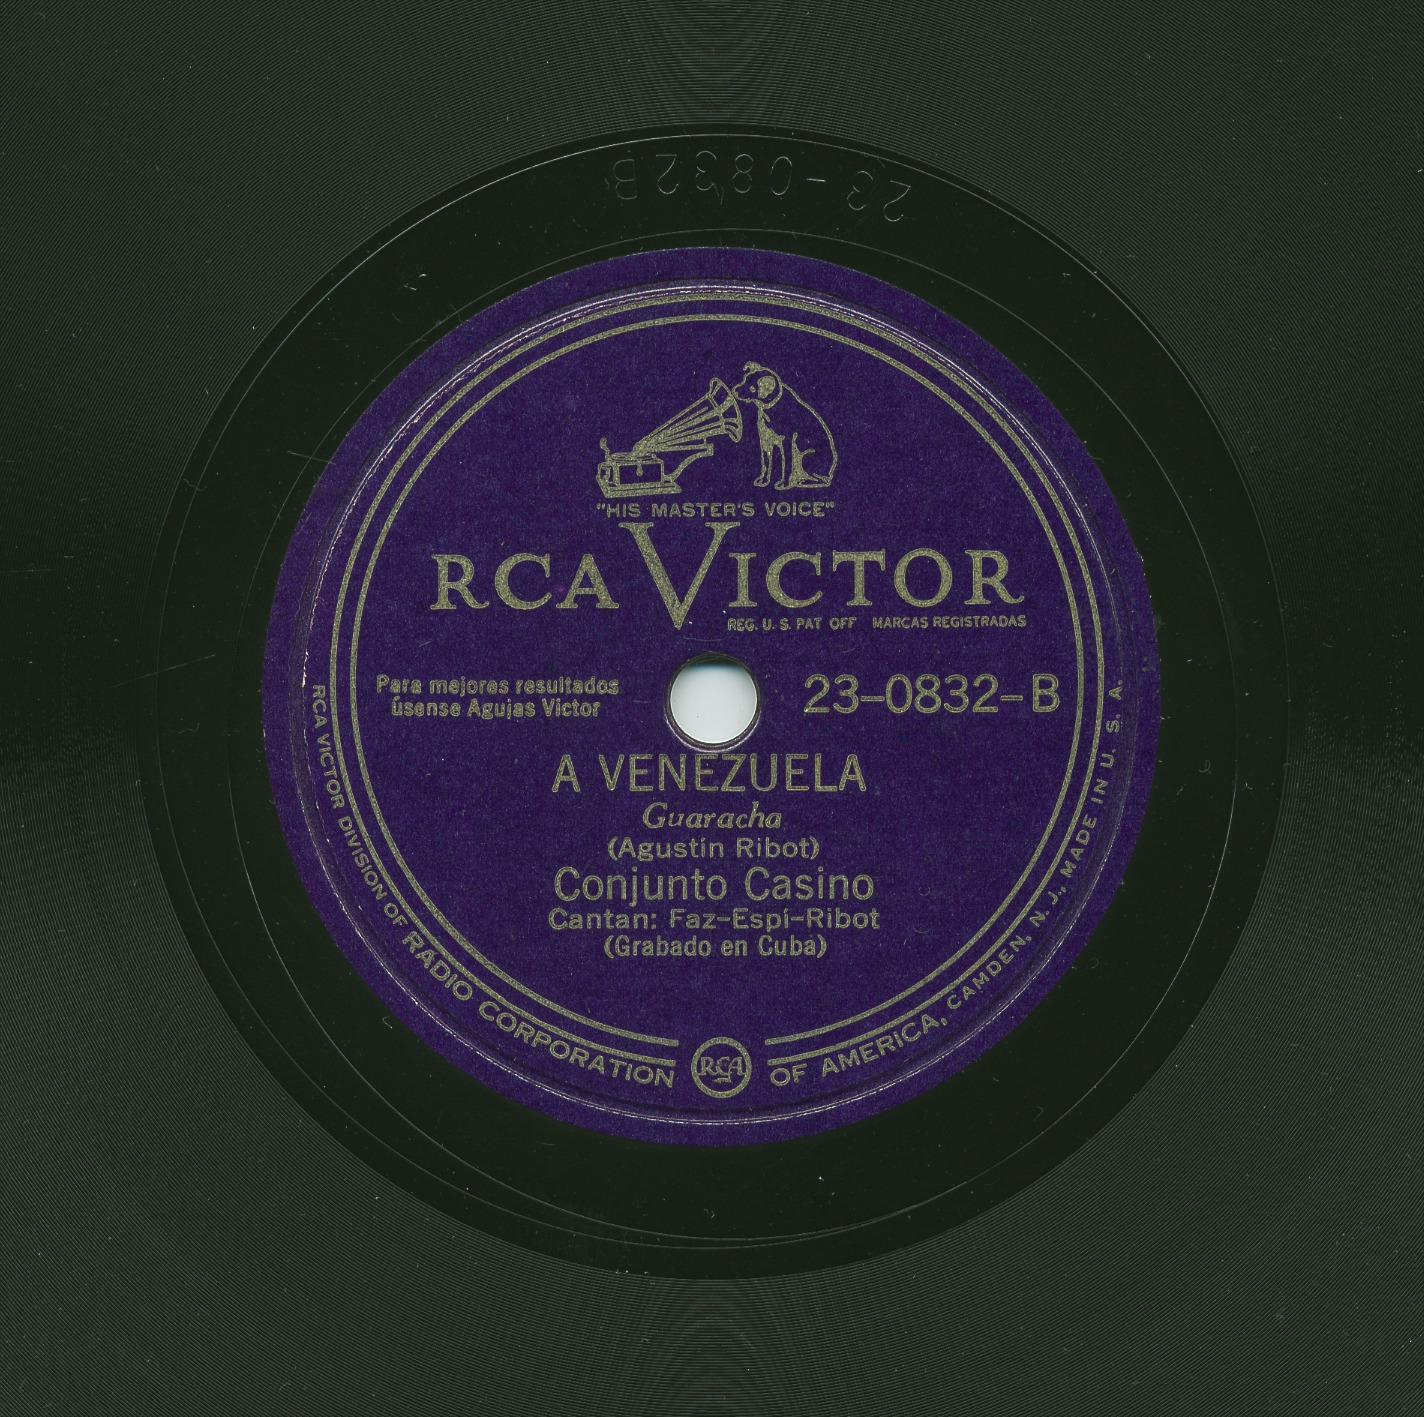 23-0832B
"HIS MASTER'S VOICE"
RCA VICTOR
REG. U. S. PAT OFF MARCAS REGISTRADAS
Para mejores resultados
úsense Agujas Victor
23-0832-B
A VENEZUELA
Guaracha
(Agustín Ribot)
Conjunto Casino
Cantan: Faz-Espí-Ribot
(Grabado en Cuba)
RCA VICTOR DIVISION OF RADIO CORPORATION OF AMERICA, CAMDEN, N. J., MADE IN U. S. A.
RCA